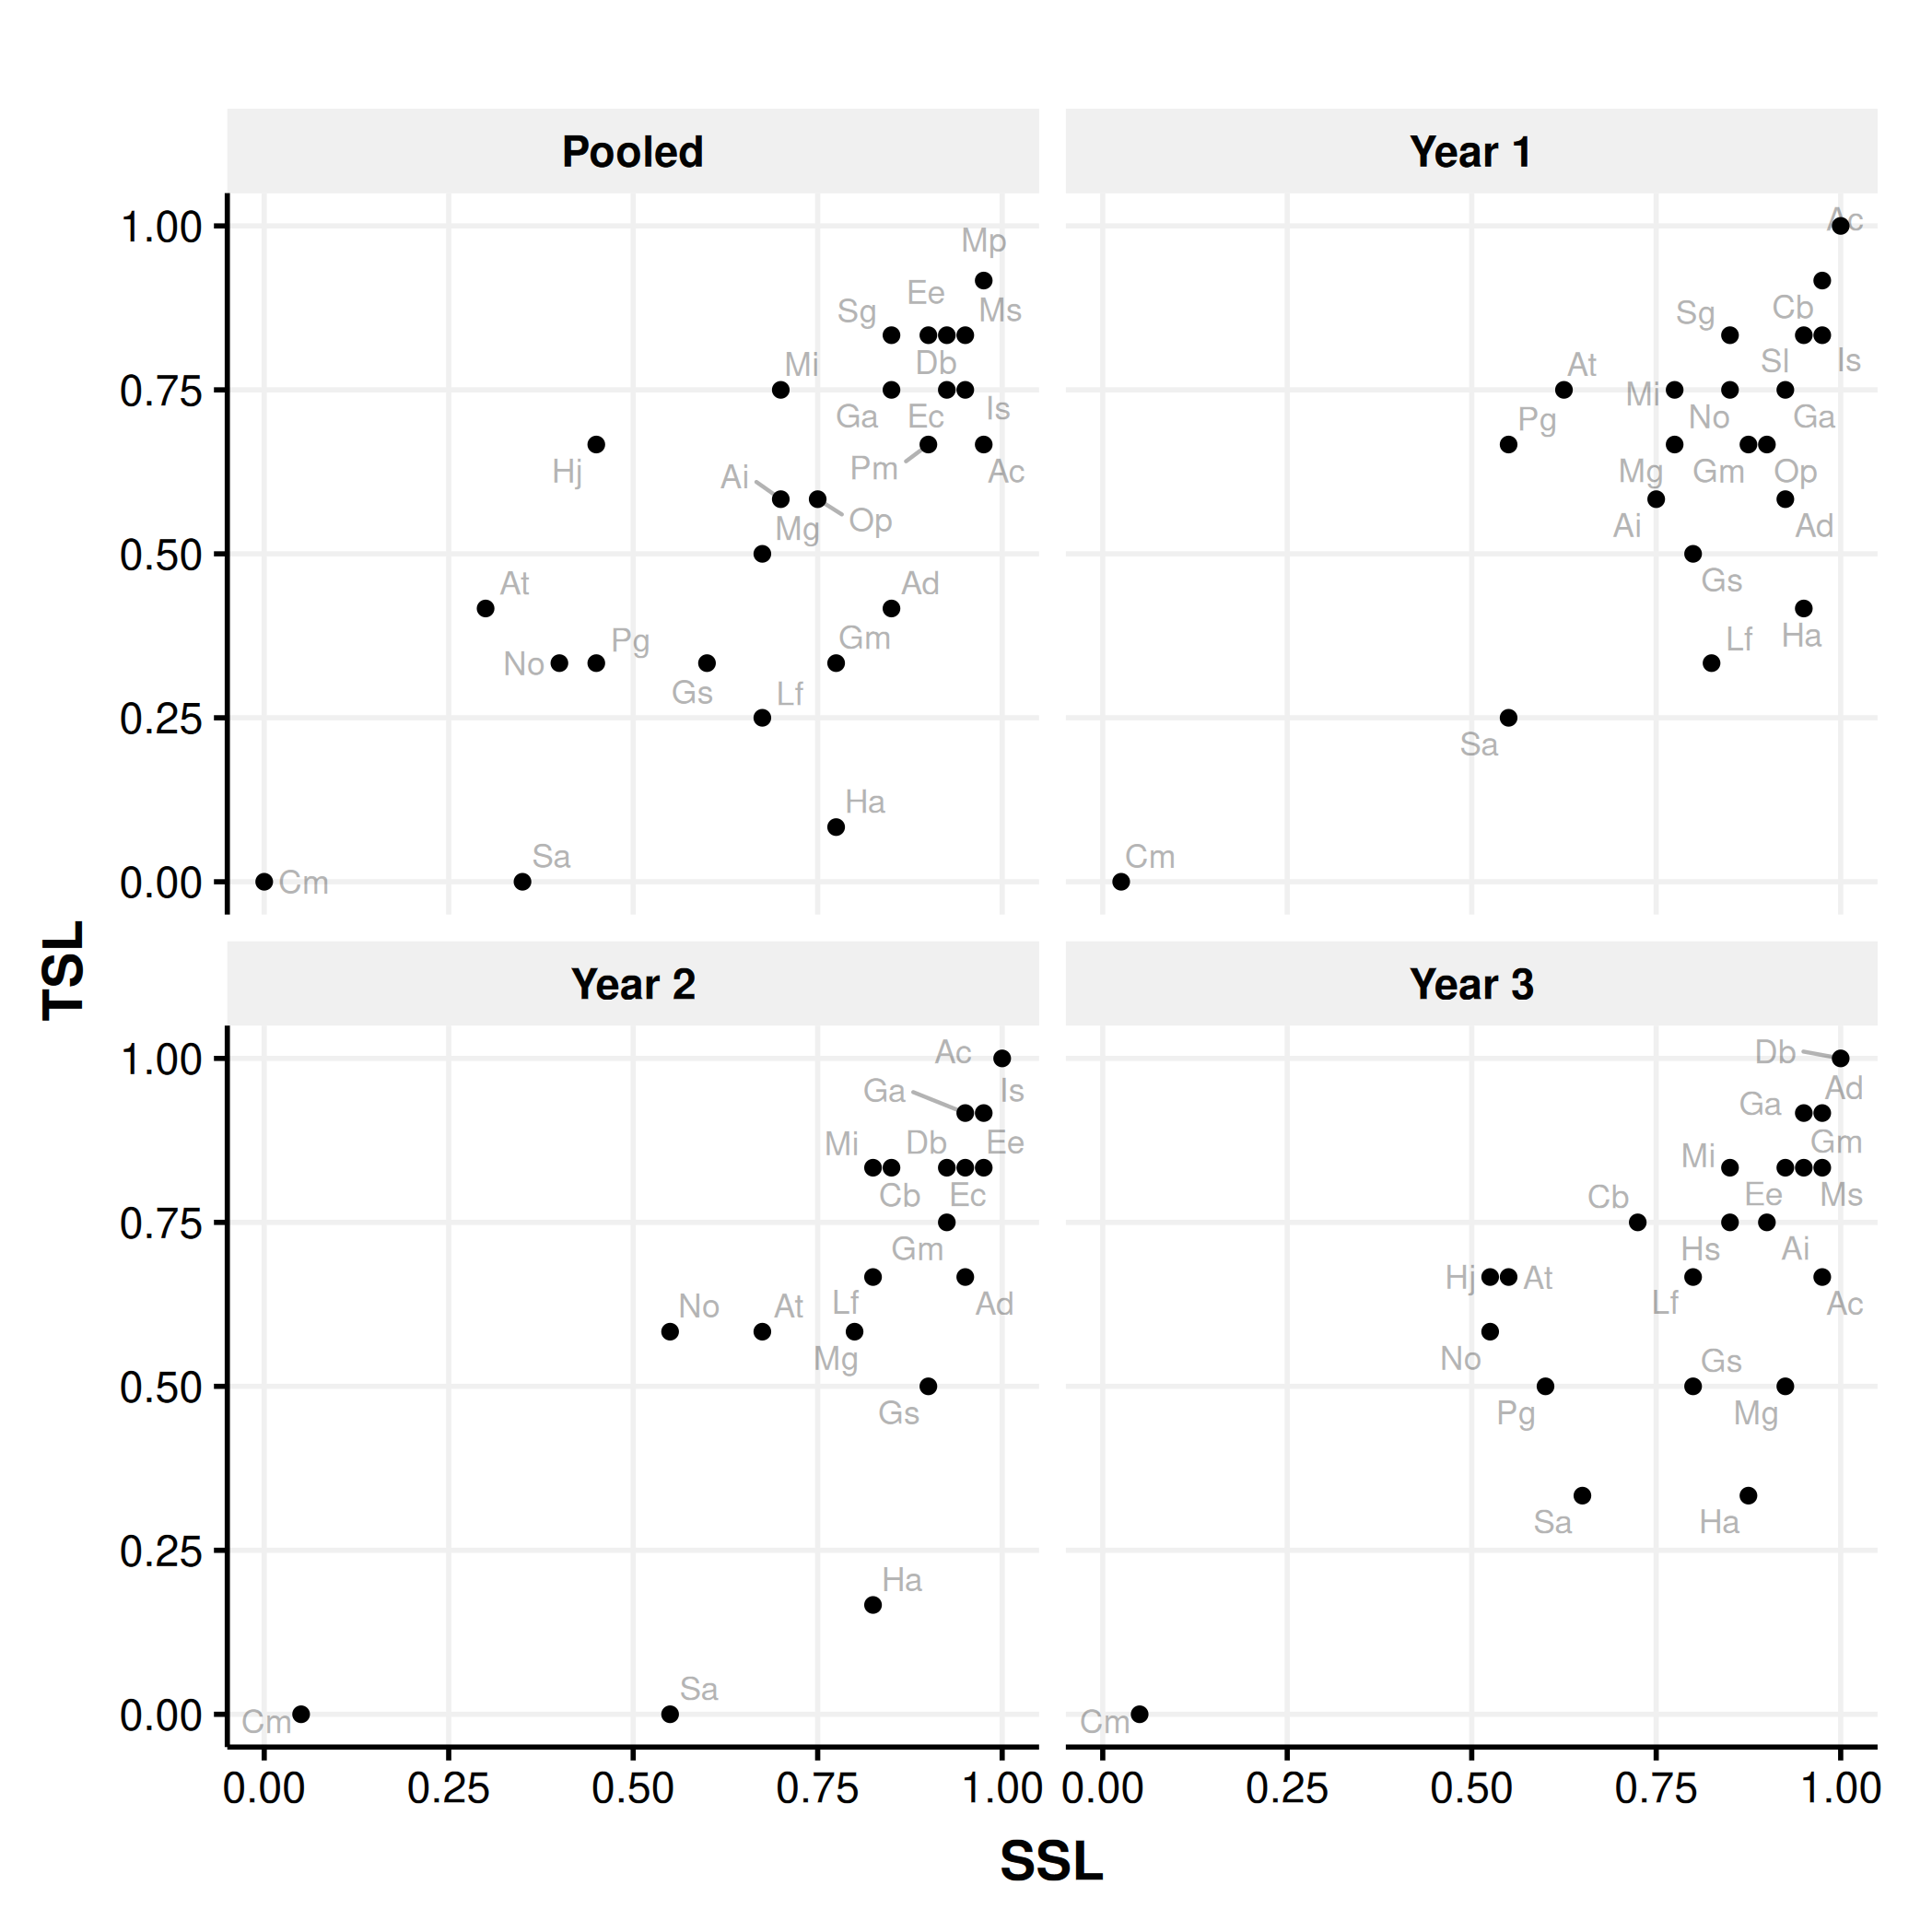 Pooled
Year 1
1.00
0.75
0.50
0.25
0.00
Mp
Ee
Sg
Ms
Mi
Db
Ga
Ec
Is
Hj
Pm
Ac
Ai
Mg
Op
At
Ad
Pg
Gm
No
Gs
Lf
Ha
Sa
Cm
Ac
Cb
Sg
Sl
Is
At
Mi
No
Ga
Pg
Mg
Gm
Op
Ai
Ad
Gs
Lf
Ha
Sa
Cm
TSL
Year 2
Year 3
1.00
0.75
0.50
0.25
0.00
Ac
Ga
Is
Mi
Db
Ee
Cb
Ec
Gm
No
At
Lf
Ad
Mg
Gs
Ha
Sa
Cm
Db
Ad
Ga
Gm
Mi
Cb
Ee
Ms
Hs
Ai
Hj
At
Lf
Ac
No
Gs
Pg
Mg
Sa
Ha
Cm
0.00 0.25 0.50 0.75 1.00
0.00 0.25 0.50 0.75 1.00
SSL